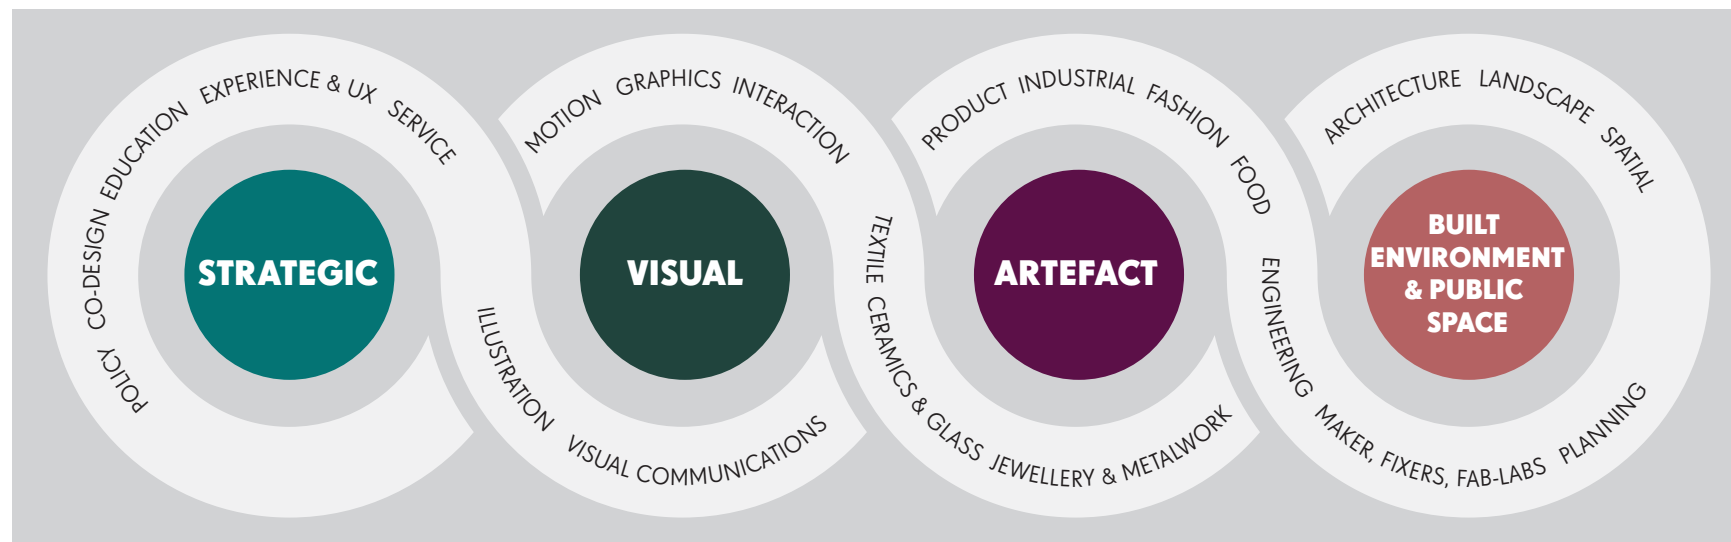 POLICY CO-DESIGN EDUCATION EXPERIENCE & UX SERVICE
STRATEGIC
MOTION GRAPHICS INTERACTION
VISUAL
ILLUSTRATION VISUAL COMMUNICATIONS
PRODUCT INDUSTRIAL FASHION FOOD
ARTEFACT
TEXTILE CERAMICS & GLASS JEWELLERY & METALWORK
ARCHITECTURE LANDSCAPE SPATIAL
BUILT
ENVIRONMENT
& PUBLIC
SPACE
ENGINEERING MAKER, FIXERS, FAB-LABS PLANNING